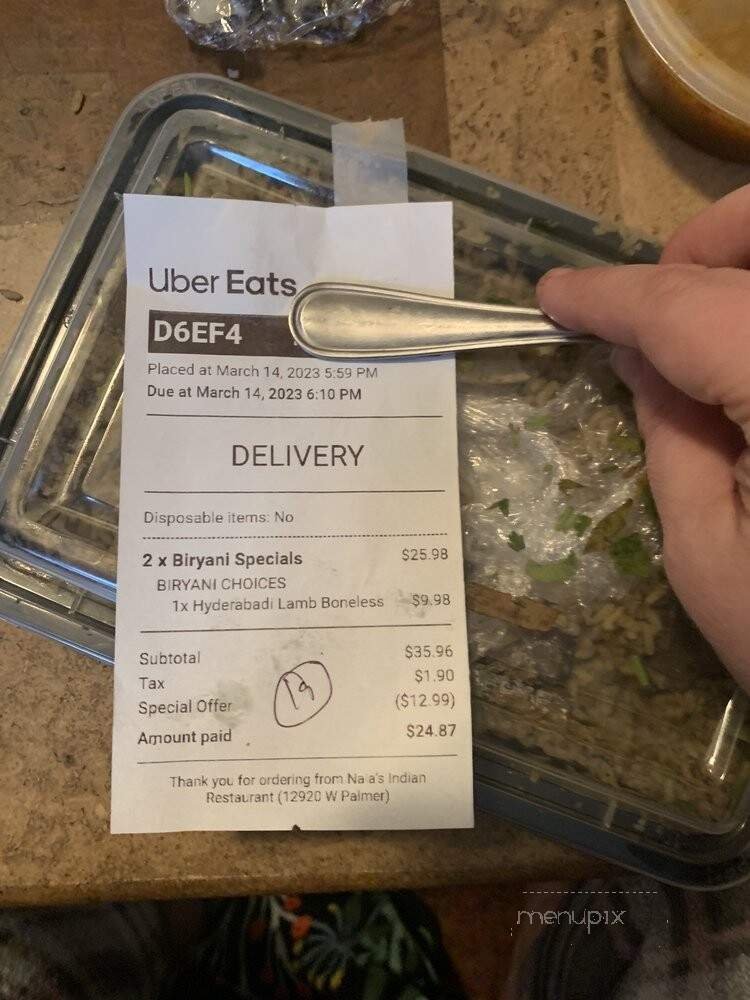 Uber Eats
D6EF4
Placed at March 14, 2023 5:59 PM
Due at March 14, 2023 6:10 PM
DELIVERY
Disposable items: No
2 x Biryani Specials $25.98
BIRYANI CHOICES
1x Hyderabadi Lamb Boneless $9.98
Subtotal $35.96
Tax $1.90
Special Offer ($12.99)
Amount paid $24.87
Thank you for ordering from Na a's Indian
Restaurant (12920 W Palmer)
menupix